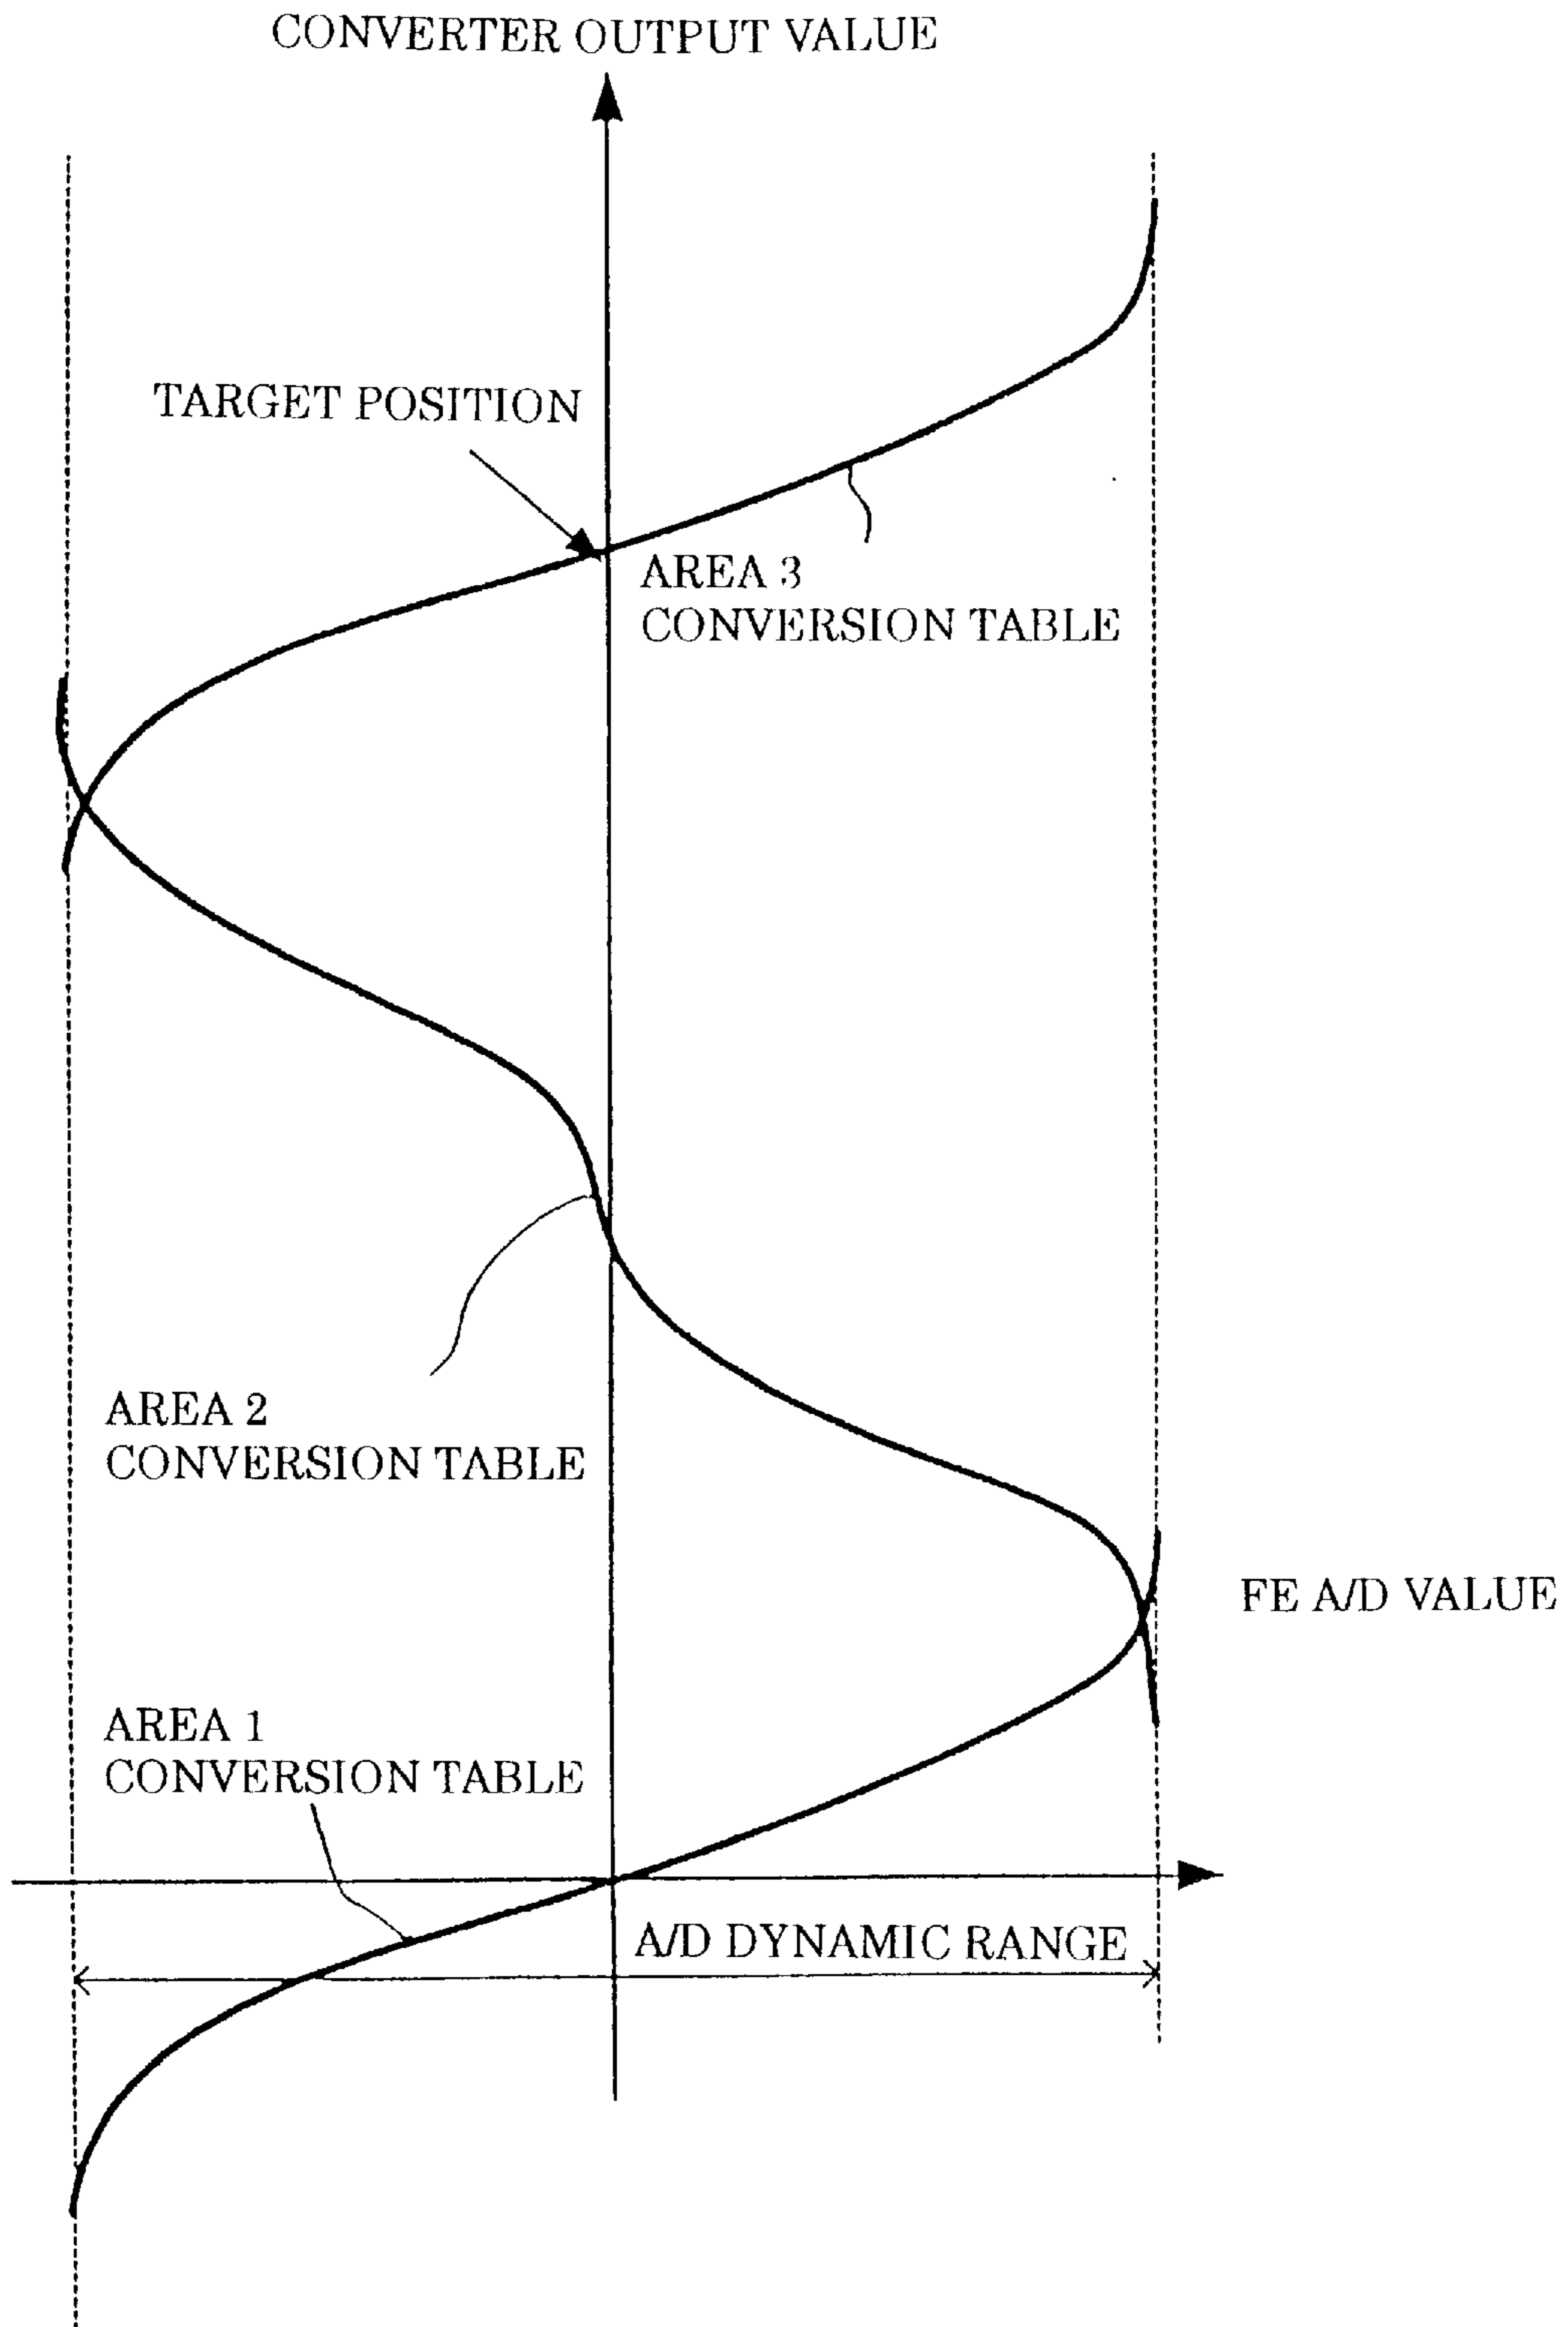 CONVERTER OUTPUT VALUE
TARGET POSITION
AREA 3
CONVERSION TABLE
AREA 2
CONVERSION TABLE
FE A/D VALUE
AREA 1
CONVERSION TABLE
A/D DYNAMIC RANGE